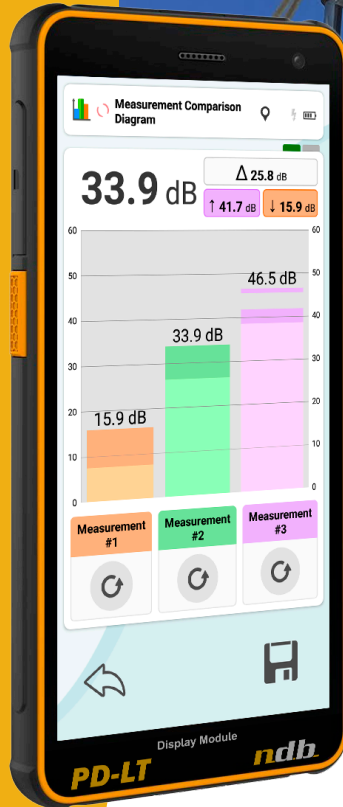 Measurement Comparison
Diagram
33.9 dB
Δ 25.8 dB
↑ 41.7 dB
↓ 15.9 dB
60
60
50
50
46.5 dB
40
40
33.9 dB
30
30
20
20
15.9 dB
10
10
0
0
Measurement
#1
Measurement
#2
Measurement
#3
Display Module
PD-LT
ndb